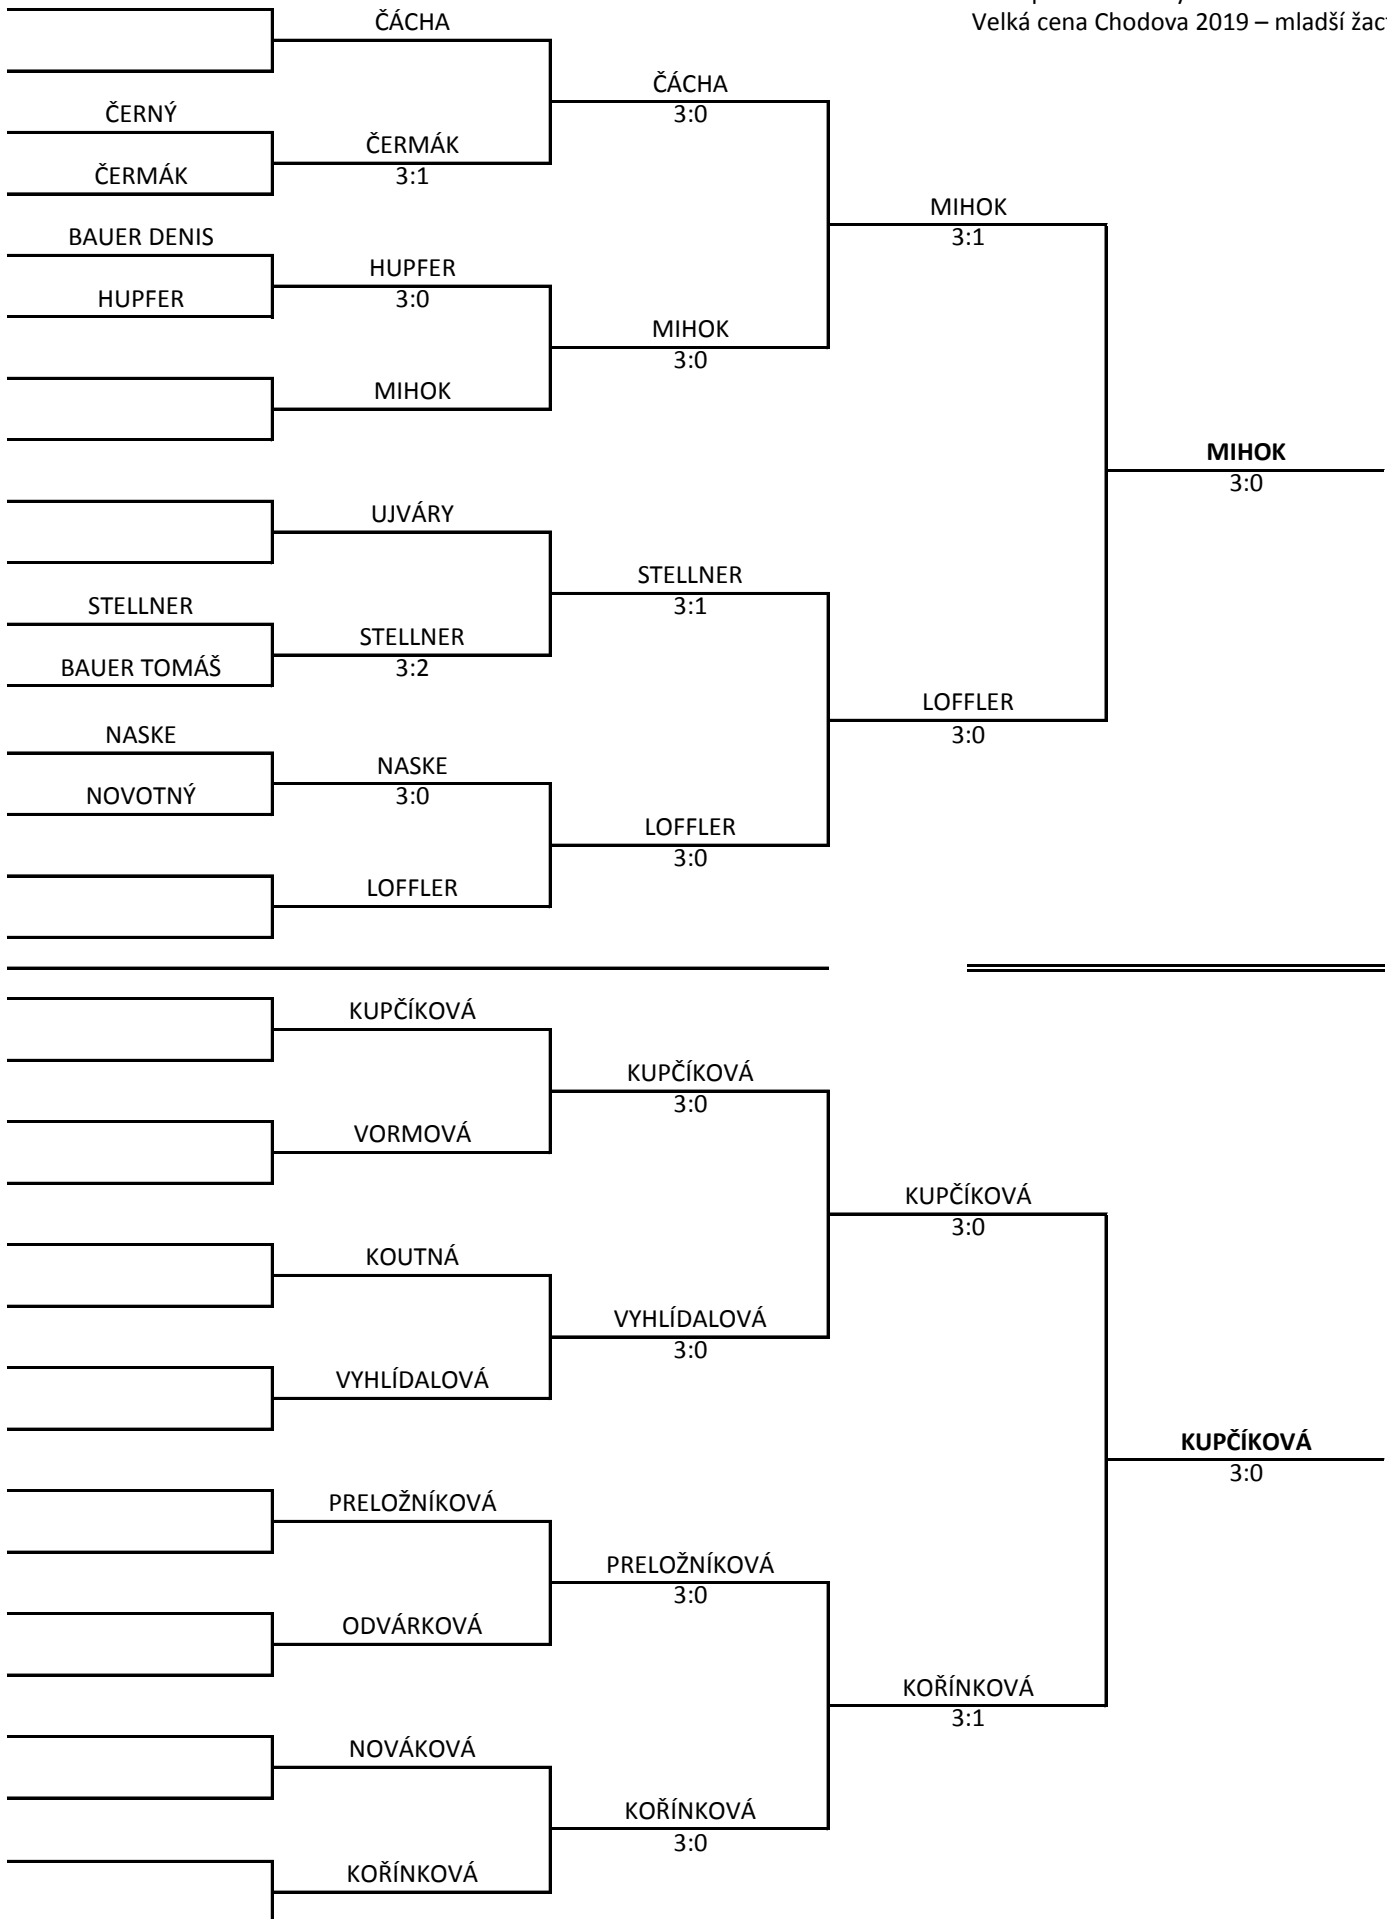 Velká cena Chodova 2019 – mladší žact
ČÁCHA
ČÁCHA
3:0
ČERNÝ
ČERMÁK
3:1
ČERMÁK
MIHOK
3:1
BAUER DENIS
HUPFER
3:0
HUPFER
MIHOK
3:0
MIHOK
MIHOK
3:0
UJVÁRY
STELLNER
3:1
STELLNER
STELLNER
3:2
BAUER TOMÁŠ
LOFFLER
3:0
NASKE
NASKE
3:0
NOVOTNÝ
LOFFLER
3:0
LOFFLER
KUPČÍKOVÁ
KUPČÍKOVÁ
3:0
VORMOVÁ
KUPČÍKOVÁ
3:0
KOUTNÁ
VYHLÍDALOVÁ
3:0
VYHLÍDALOVÁ
KUPČÍKOVÁ
3:0
PRELOŽNÍKOVÁ
PRELOŽNÍKOVÁ
3:0
ODVÁRKOVÁ
KOŘÍNKOVÁ
3:1
NOVÁKOVÁ
KOŘÍNKOVÁ
3:0
KOŘÍNKOVÁ